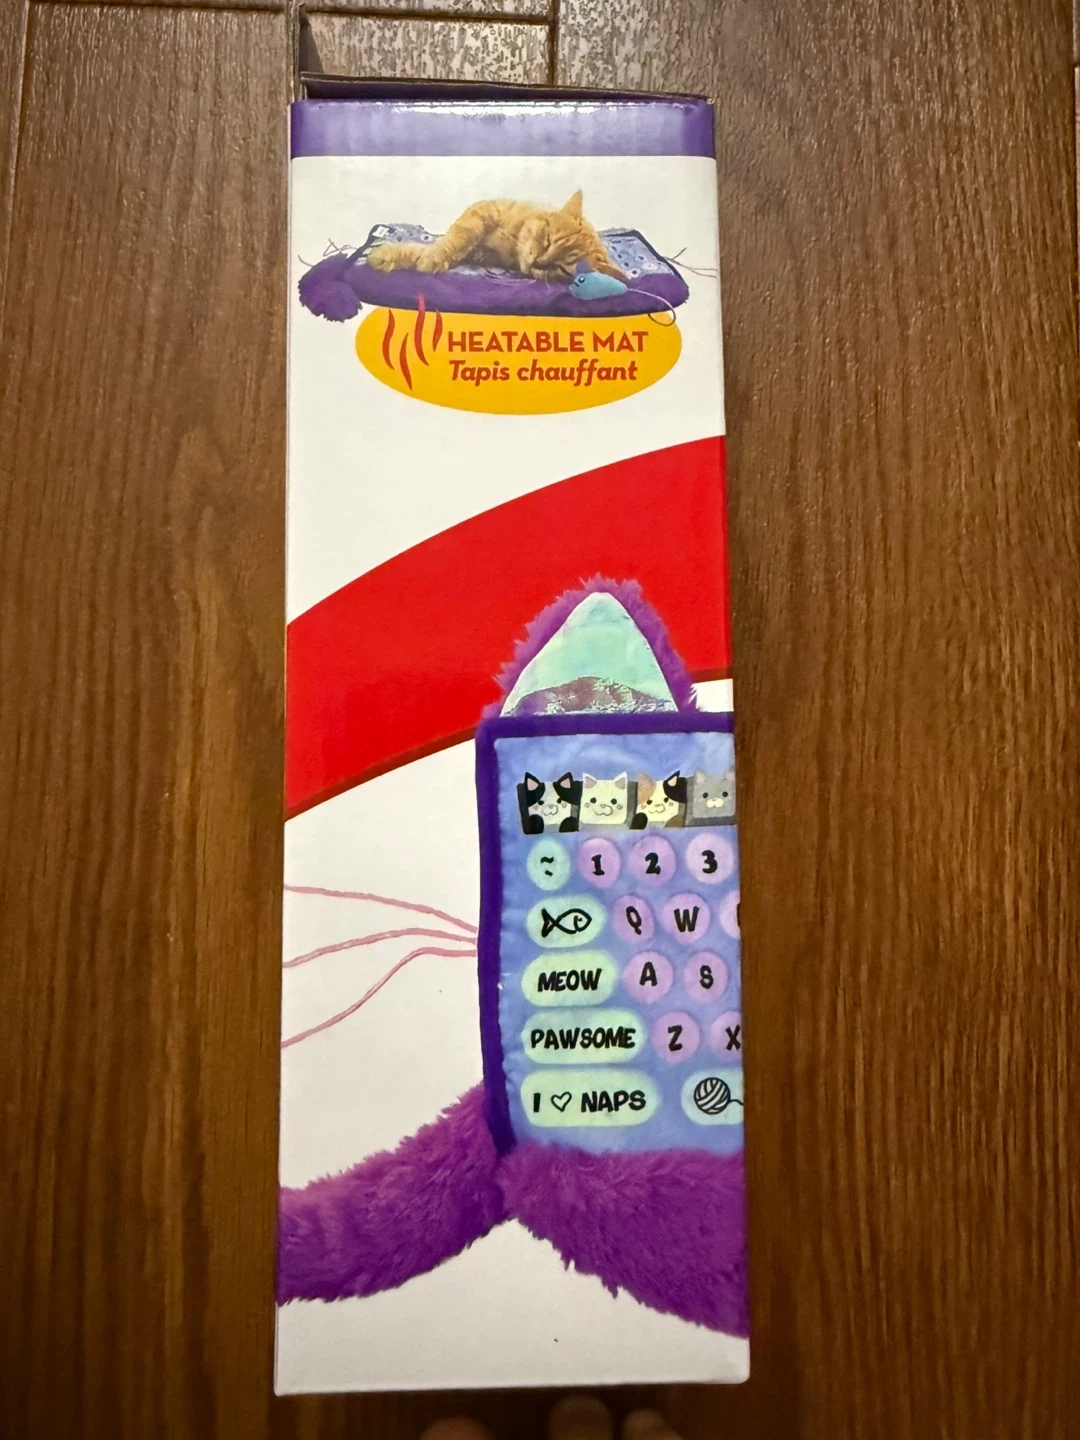 HEATABLE MAT
Tapis chauffant
~ 1 2 3
Q W
MEOW A S
PAWSOME Z X
I ♡ NAPS